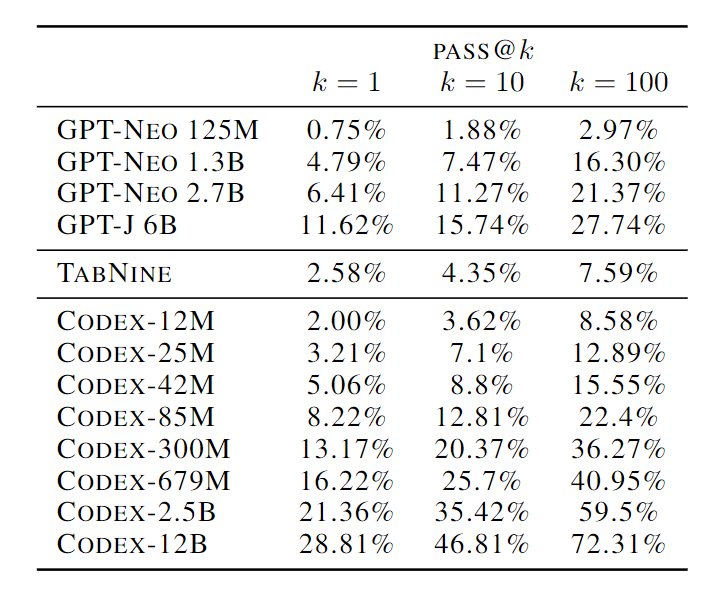 PASS@k
k = 1 k = 10 k = 100
GPT-NEO 125M 0.75% 1.88% 2.97%
GPT-NEO 1.3B 4.79% 7.47% 16.30%
GPT-NEO 2.7B 6.41% 11.27% 21.37%
GPT-J 6B 11.62% 15.74% 27.74%
TABNINE 2.58% 4.35% 7.59%
CODEX-12M 2.00% 3.62% 8.58%
CODEX-25M 3.21% 7.1% 12.89%
CODEX-42M 5.06% 8.8% 15.55%
CODEX-85M 8.22% 12.81% 22.4%
CODEX-300M 13.17% 20.37% 36.27%
CODEX-679M 16.22% 25.7% 40.95%
CODEX-2.5B 21.36% 35.42% 59.5%
CODEX-12B 28.81% 46.81% 72.31%